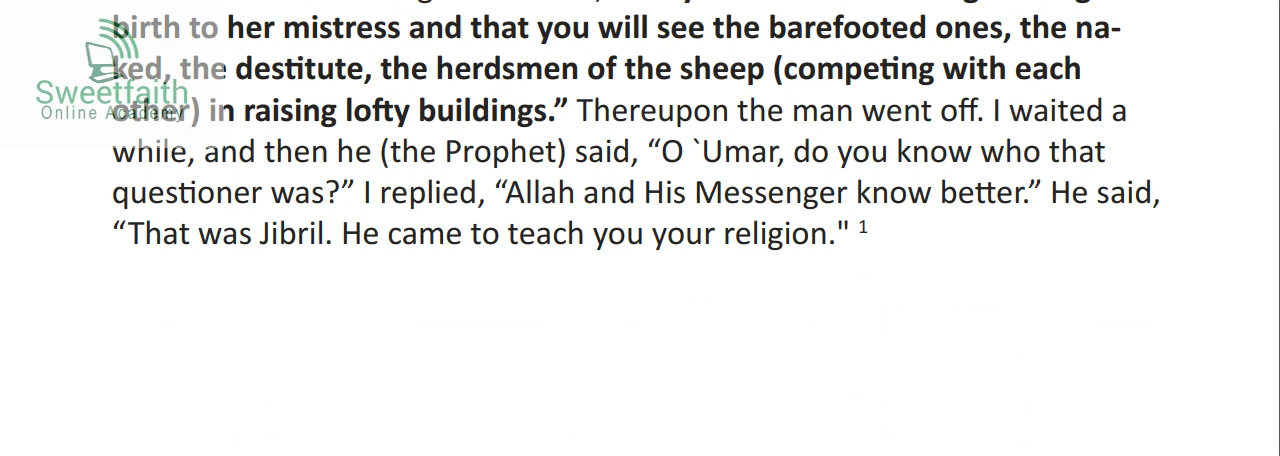 birth to her mistress and that you will see the barefooted ones, the na-
ked, the destitute, the herdsmen of the sheep (competing with each
Sweetfaith
Online Academy
other) in raising lofty buildings.” Thereupon the man went off. I waited a
while, and then he (the Prophet) said, “O `Umar, do you know who that
questioner was?” I replied, “Allah and His Messenger know better.” He said,
“That was Jibril. He came to teach you your religion." 1